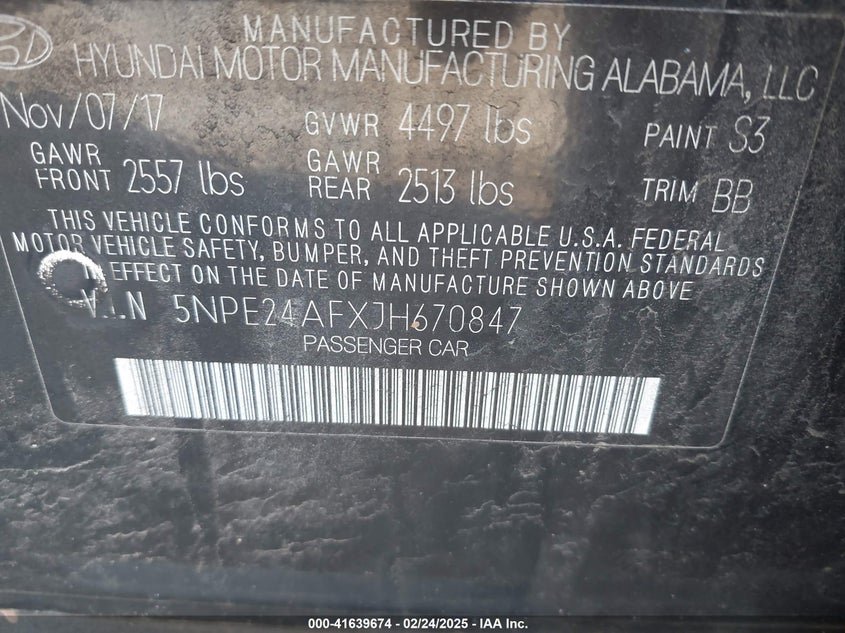 MANUFACTURED BY
HYUNDAI MOTOR MANUFACTURING ALABAMA, LLC
Nov/07/17 GVWR 4497 lbs PAINT S3
GAWR FRONT 2557 lbs GAWR REAR 2513 lbs TRIM BB
THIS VEHICLE CONFORMS TO ALL APPLICABLE U.S.A. FEDERAL
MOTOR VEHICLE SAFETY, BUMPER, AND THEFT PREVENTION STANDARDS
IN EFFECT ON THE DATE OF MANUFACTURE SHOWN ABOVE
V.I.N 5NPE24AFXJH670847
PASSENGER CAR
000-41639674 - 02/24/2025 - IAA Inc.